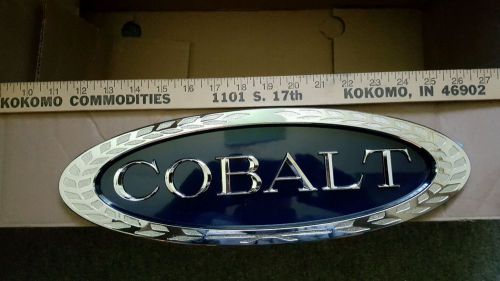 10 11 12 13 14 15 16 17 18 19 20 21 22 23 24 25 26 27
KOKOMO COMMODITIES 1101 S. 17th KOKOMO, IN 46902
COBALT